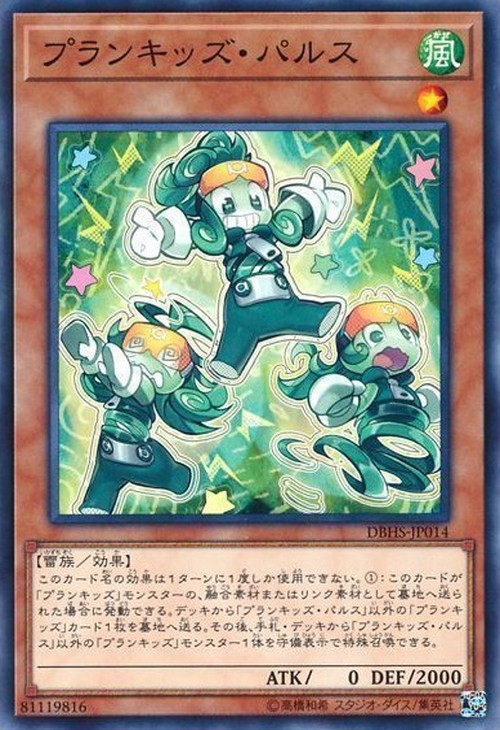 プランキッズ・パルス
風
DBHS-JP014
【雷族/効果】
このカード名の効果は1ターンに1度しか使用できない。①:このカードが
「プランキッズ」モンスターの、融合素材またはリンク素材として墓地へ送ら
れた場合に発動できる。デッキから「プランキッズ・パルス」以外の「プランキッ
ズ」カード1枚を墓地へ送る。その後、手札・デッキから「プランキッズ・パル
ス」以外の「プランキッズ」モンスター1体を守備表示で特殊召喚できる。
ATK/ 0 DEF/2000
81119816 ©高橋和希 スタジオ・ダイス/集英社